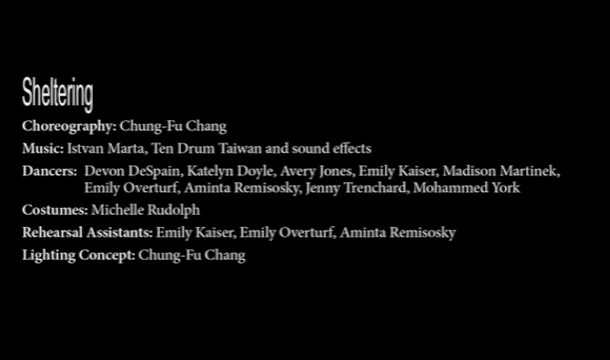 Sheltering
Choreography: Chung-Fu Chang
Music: Istvan Marta, Ten Drum Taiwan and sound effects
Dancers: Devon DeSpain, Katelyn Doyle, Avery Jones, Emily Kaiser, Madison Martinek,
Emily Overturf, Aminta Remisosky, Jenny Trenchard, Mohammed York
Costumes: Michelle Rudolph
Rehearsal Assistants: Emily Kaiser, Emily Overturf, Aminta Remisosky
Lighting Concept: Chung-Fu Chang